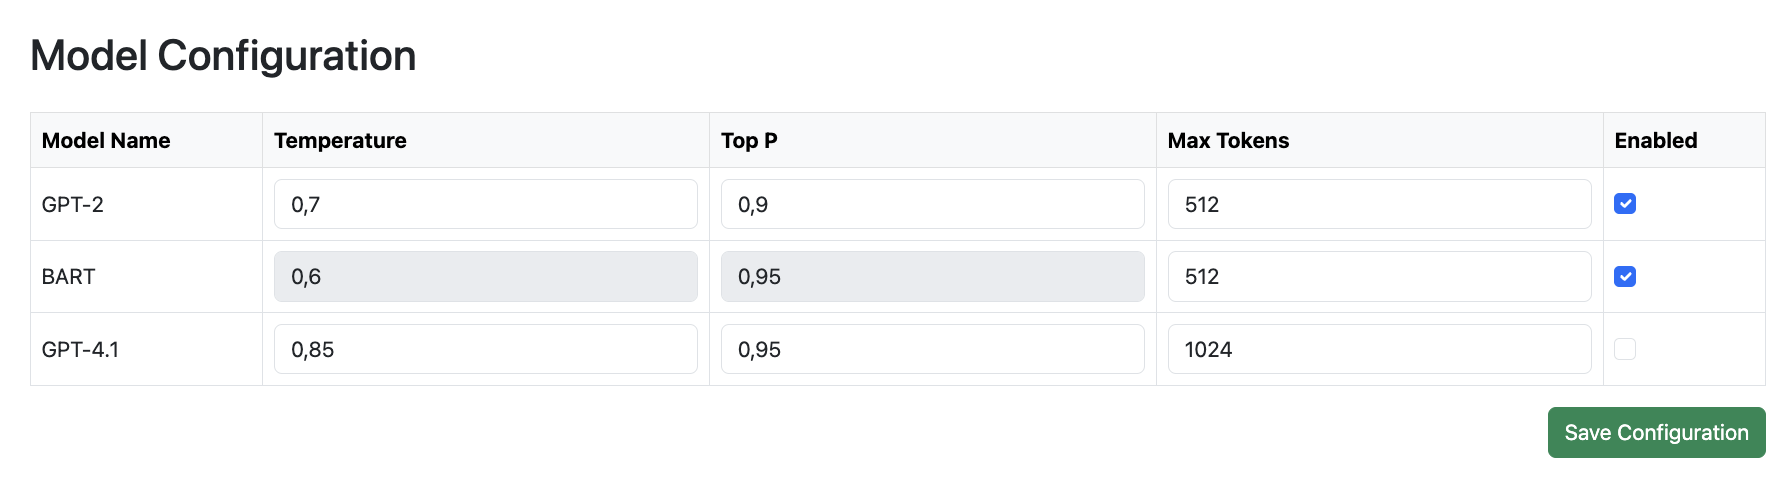 Model Configuration
Model Name Temperature Top P Max Tokens Enabled
GPT-2 0,7 0,9 512
BART 0,6 0,95 512
GPT-4.1 0,85 0,95 1024
Save Configuration